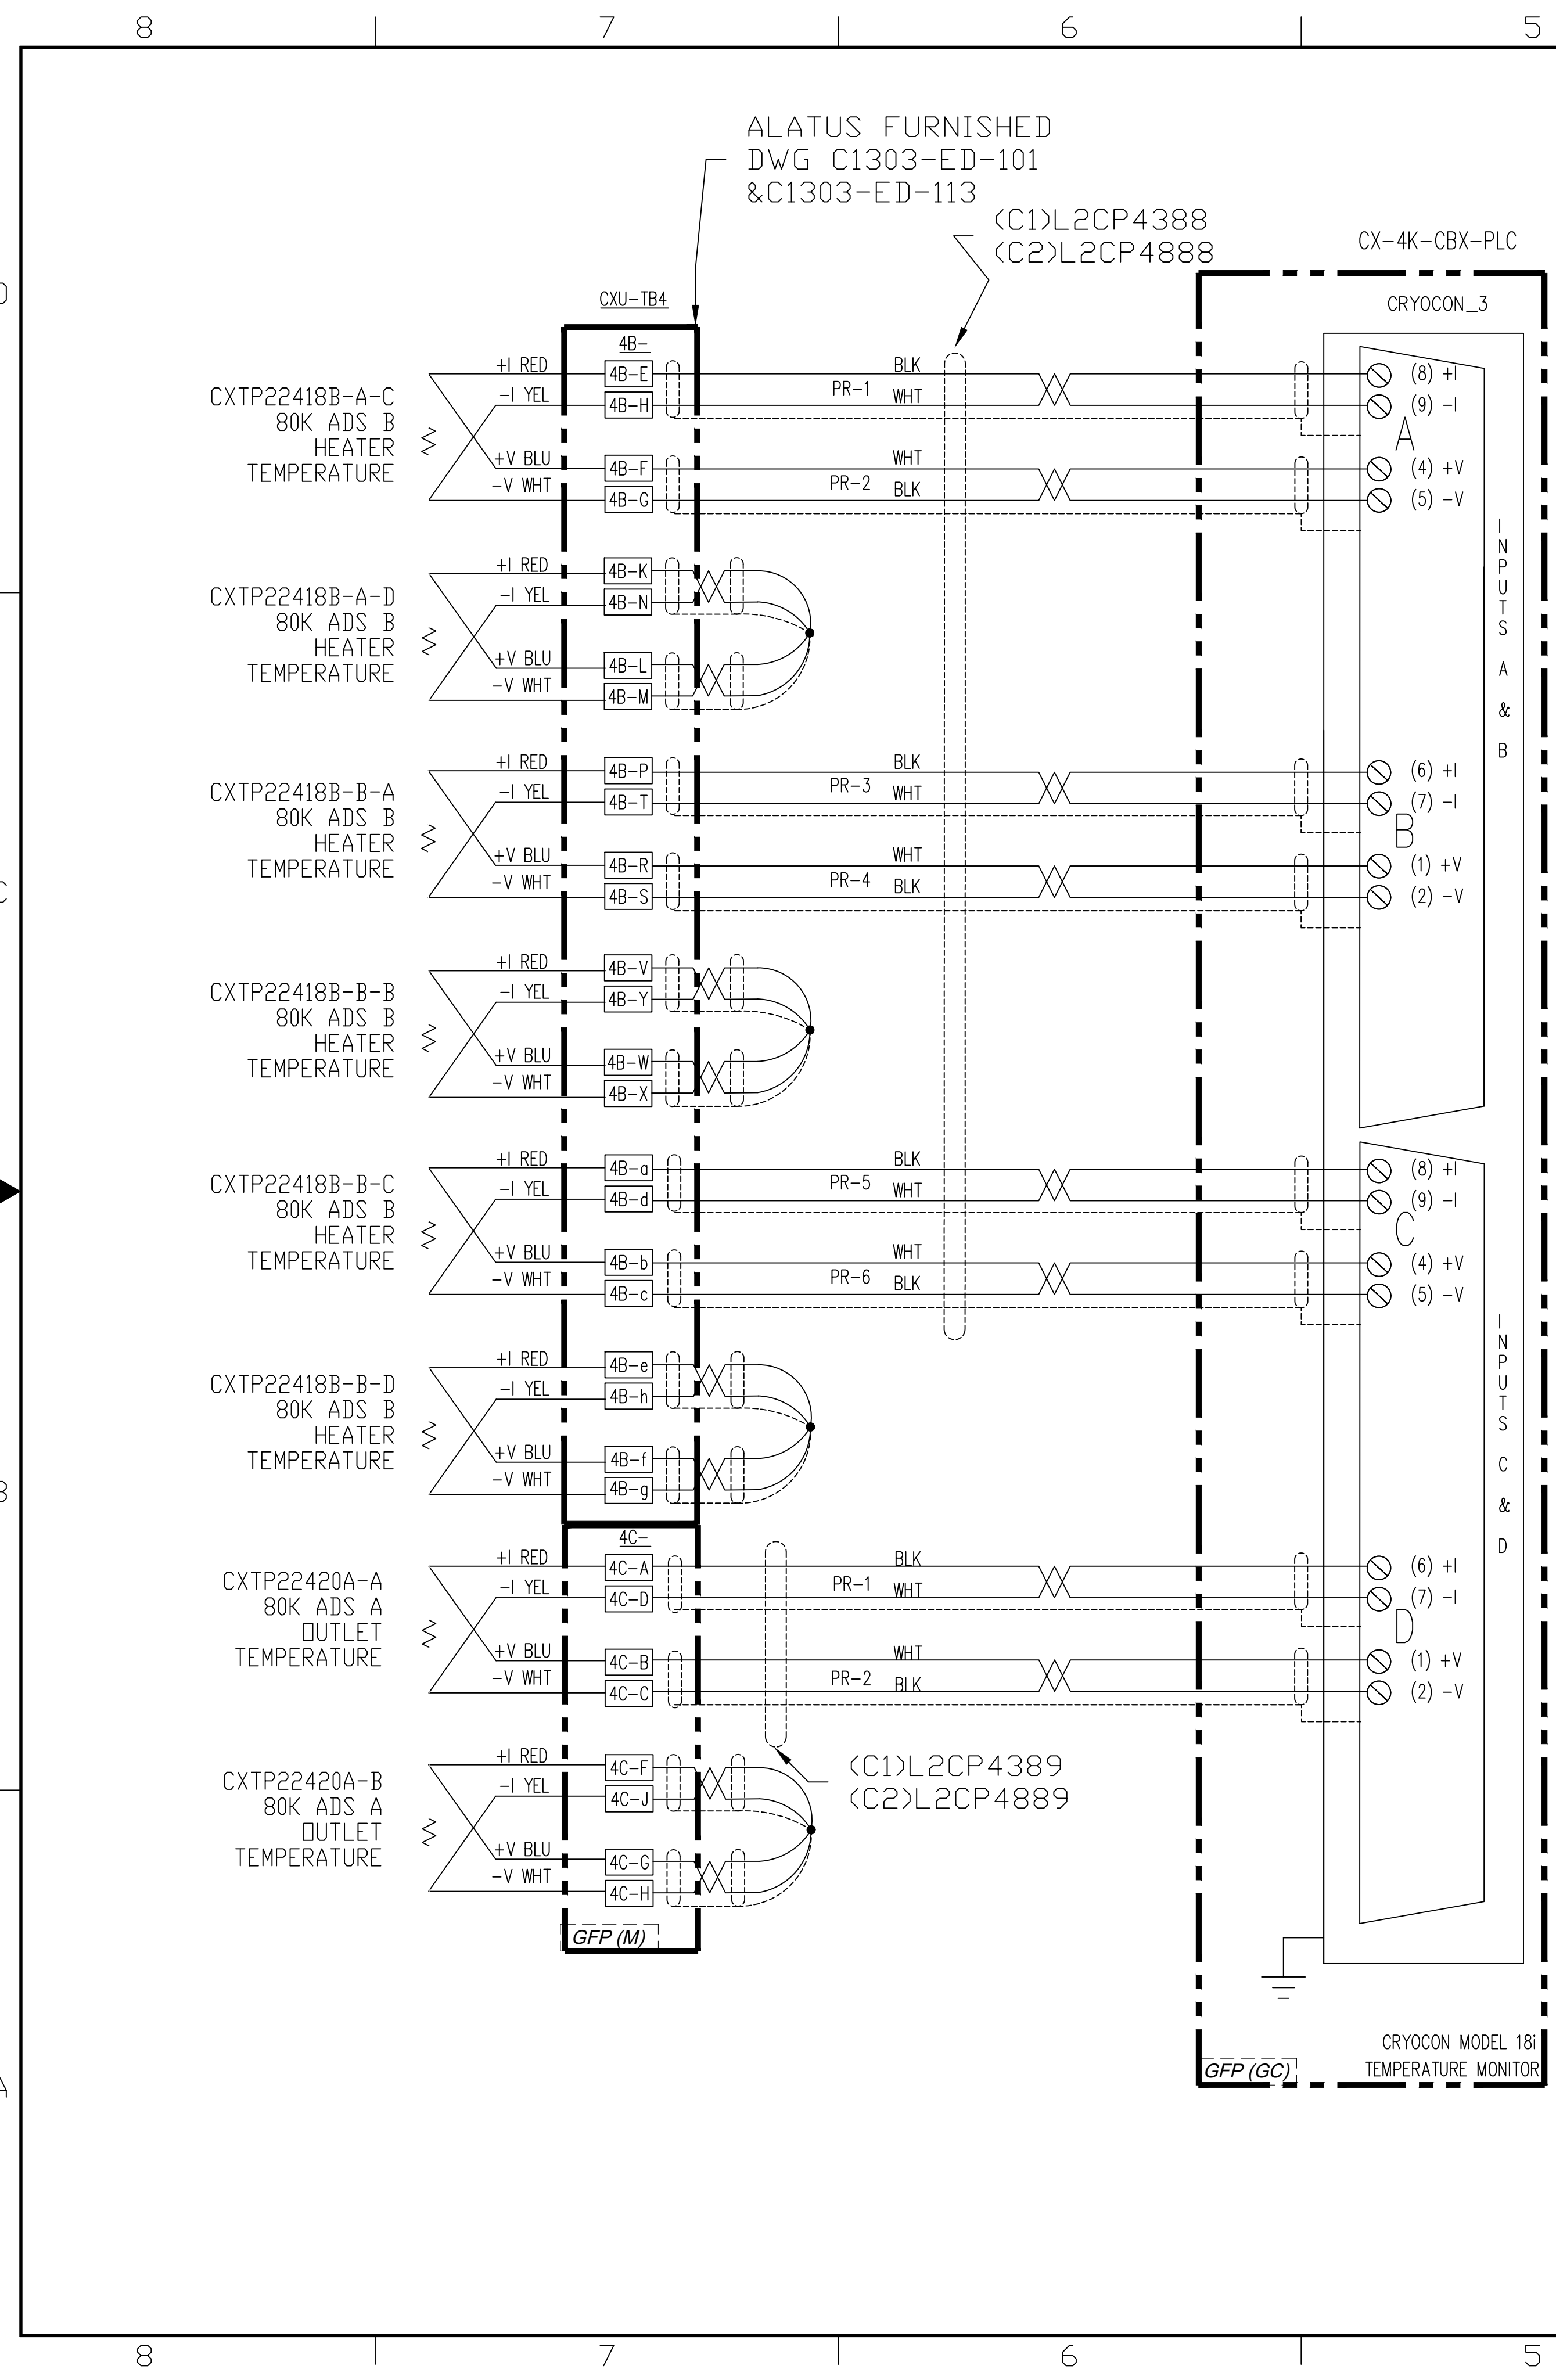 8 7 6 5
ALATUS FURNISHED
DWG C1303-ED-101
&C1303-ED-113
(C1)L2CP4388
(C2)L2CP4888
CX-4K-CBX-PLC
CRYOCON_3
CXU-TB4
4B-
CXTP22418B-A-C
80K ADS B
HEATER
TEMPERATURE
+I RED
-I YEL
+V BLU
-V WHT
4B-E
4B-H
4B-F
4B-G
BLK
PR-1
WHT
WHT
PR-2
BLK
(8) +I
(9) -I
A
(4) +V
(5) -V
CXTP22418B-A-D
80K ADS B
HEATER
TEMPERATURE
+I RED
-I YEL
+V BLU
-V WHT
4B-K
4B-N
4B-L
4B-M
INPUTS A & B
CXTP22418B-B-A
80K ADS B
HEATER
TEMPERATURE
+I RED
-I YEL
+V BLU
-V WHT
4B-P
4B-T
4B-R
4B-S
BLK
PR-3
WHT
WHT
PR-4
BLK
(6) +I
(7) -I
B
(1) +V
(2) -V
CXTP22418B-B-B
80K ADS B
HEATER
TEMPERATURE
+I RED
-I YEL
+V BLU
-V WHT
4B-V
4B-Y
4B-W
4B-X
CXTP22418B-B-C
80K ADS B
HEATER
TEMPERATURE
+I RED
-I YEL
+V BLU
-V WHT
4B-a
4B-d
4B-b
4B-c
BLK
PR-5
WHT
WHT
PR-6
BLK
(8) +I
(9) -I
C
(4) +V
(5) -V
CXTP22418B-B-D
80K ADS B
HEATER
TEMPERATURE
+I RED
-I YEL
+V BLU
-V WHT
4B-e
4B-h
4B-f
4B-g
INPUTS C & D
4C-
CXTP22420A-A
80K ADS A
OUTLET
TEMPERATURE
+I RED
-I YEL
+V BLU
-V WHT
4C-A
4C-D
4C-B
4C-C
BLK
PR-1
WHT
WHT
PR-2
BLK
(6) +I
(7) -I
D
(1) +V
(2) -V
(C1)L2CP4389
(C2)L2CP4889
CXTP22420A-B
80K ADS A
OUTLET
TEMPERATURE
+I RED
-I YEL
+V BLU
-V WHT
4C-F
4C-J
4C-G
4C-H
GFP (M)
CRYOCON MODEL 18i
TEMPERATURE MONITOR
GFP (GC)
8 7 6 5